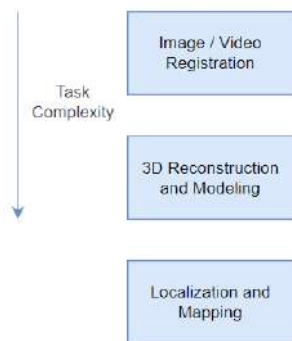 Image / Video
Registration
Task
Complexity
3D Reconstruction
and Modeling
Localization and
Mapping